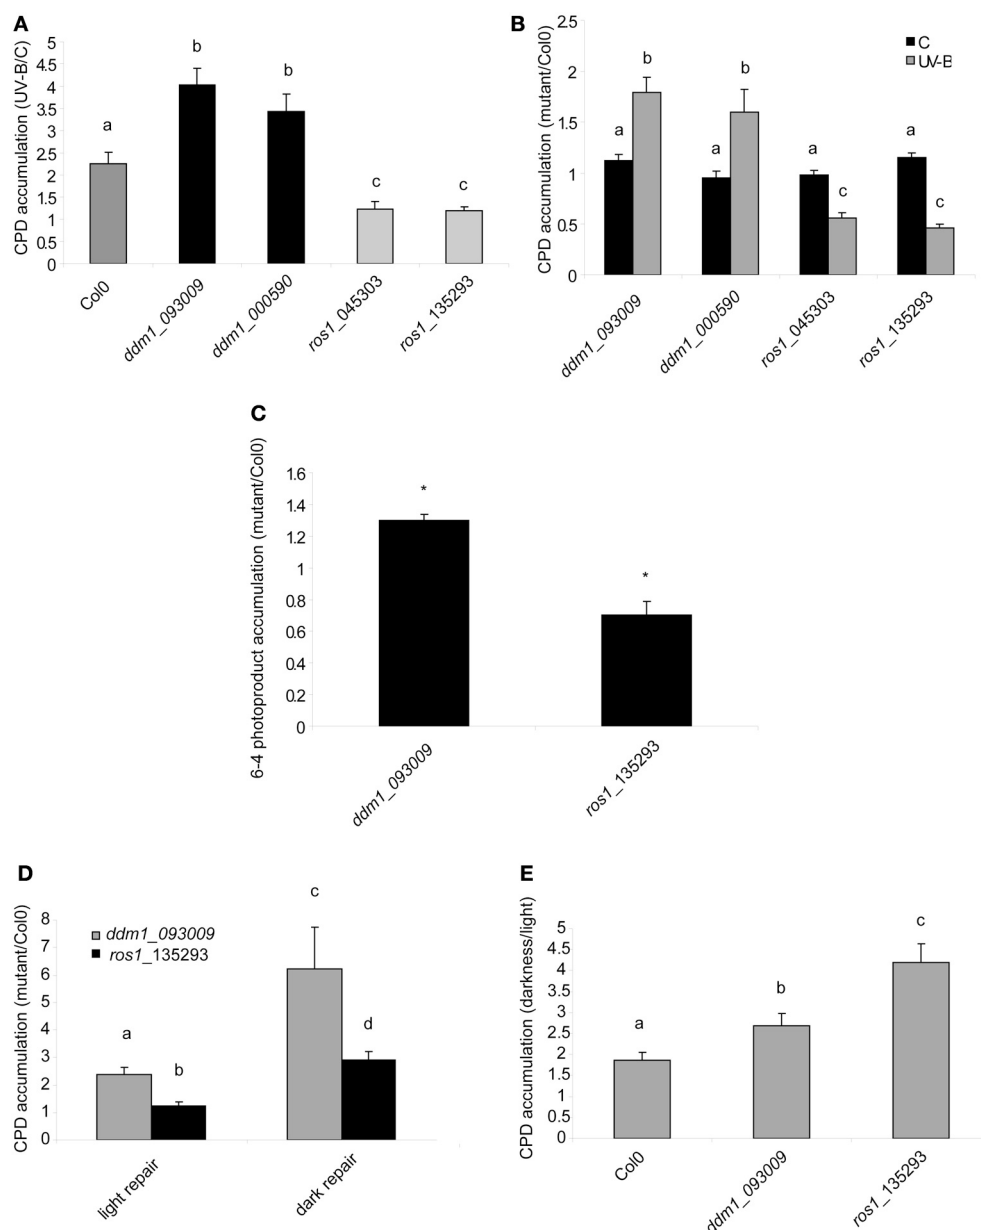 A
CPD accumulation (UV-B/C)
5
4.5
4
3.5
3
2.5
2
1.5
1
0.5
0
a
b
b
c
c
Col0
ddm1_093009
ddm1_000590
ros1_045303
ros1_135293
B
CPD accumulation (mutant/Col0)
2.5
2
1.5
1
0.5
0
C
UV-B
a
b
a
b
a
c
a
c
ddm1_093009
ddm1_000590
ros1_045303
ros1_135293
C
6-4 photoproduct accumulation (mutant/Col0)
1.6
1.4
1.2
1
0.8
0.6
0.4
0.2
0
*
*
ddm1_093009
ros1_135293
D
CPD accumulation (mutant/Col0)
8
7
6
5
4
3
2
1
0
ddm1_093009
ros1_135293
a
b
c
d
light repair
dark repair
E
CPD accumulation (darkness/light)
5
4.5
4
3.5
3
2.5
2
1.5
1
0.5
0
a
b
c
Col0
ddm1_093009
ros1_135293